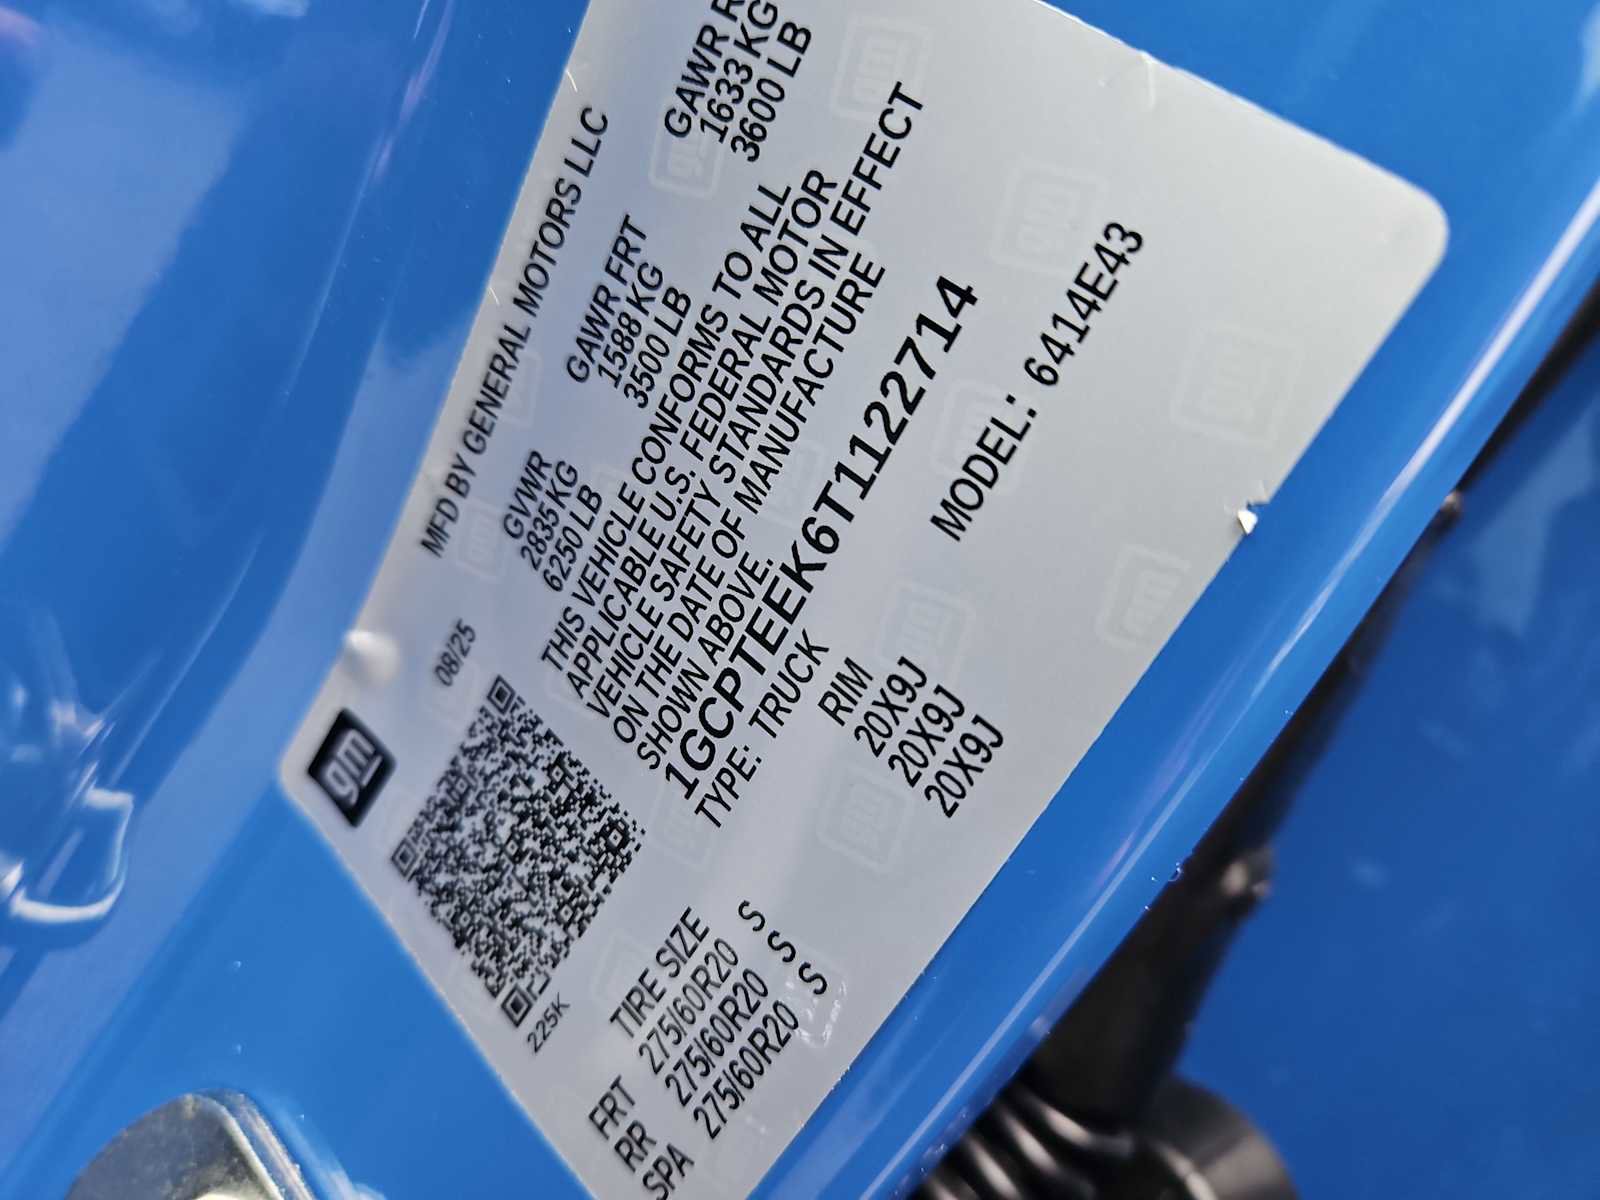 gm
08/25
MFD BY GENERAL MOTORS LLC
GVWR
2835 KG
6250 LB
GAWR FRT
1588 KG
3500 LB
GAWR R
1633 KG
3600 LB
THIS VEHICLE CONFORMS TO ALL
APPLICABLE U.S. FEDERAL MOTOR
VEHICLE SAFETY STANDARDS IN EFFECT
ON THE DATE OF MANUFACTURE
SHOWN ABOVE.
225K
1GCPTEEK6T1122714
TYPE: TRUCK
MODEL: 6414E43
TIRE SIZE RIM
FRT 275/60R20 S 20X9J
RR 275/60R20 S 20X9J
SPA 275/60R20 S 20X9J